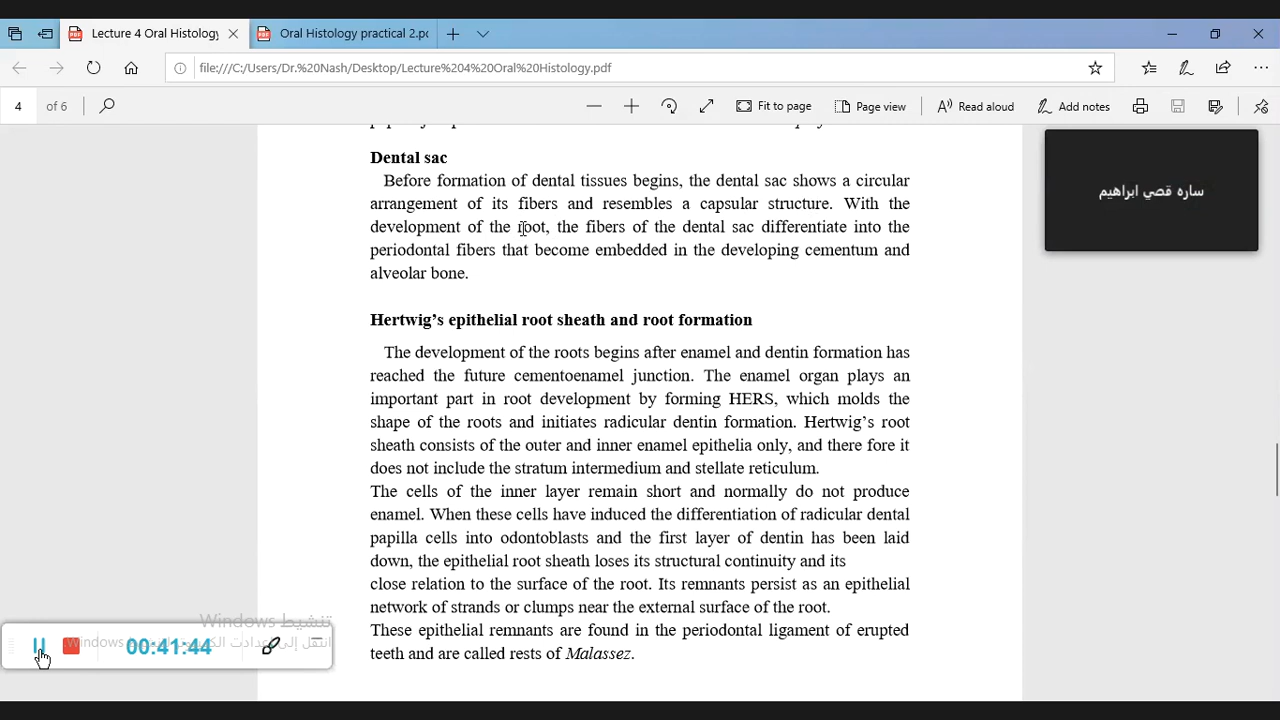 Lecture 4 Oral Histology
Oral Histology practical 2.pc
file:///C:/Users/Dr.%20Nash/Desktop/Lecture%204%20Oral%20Histology.pdf
4 of 6
Fit to page
Page view
Read aloud
Add notes
Dental sac
Before formation of dental tissues begins, the dental sac shows a circular
arrangement of its fibers and resembles a capsular structure. With the
development of the root, the fibers of the dental sac differentiate into the
periodontal fibers that become embedded in the developing cementum and
alveolar bone.
ساره قصي ابراهيم
Hertwig's epithelial root sheath and root formation
The development of the roots begins after enamel and dentin formation has
reached the future cementoenamel junction. The enamel organ plays an
important part in root development by forming HERS, which molds the
shape of the roots and initiates radicular dentin formation. Hertwig's root
sheath consists of the outer and inner enamel epithelia only, and there fore it
does not include the stratum intermedium and stellate reticulum.
The cells of the inner layer remain short and normally do not produce
enamel. When these cells have induced the differentiation of radicular dental
papilla cells into odontoblasts and the first layer of dentin has been laid
down, the epithelial root sheath loses its structural continuity and its
close relation to the surface of the root. Its remnants persist as an epithelial
network of strands or clumps near the external surface of the root.
These epithelial remnants are found in the periodontal ligament of erupted
teeth and are called rests of Malassez.
تنشيط Windows
00:41:44